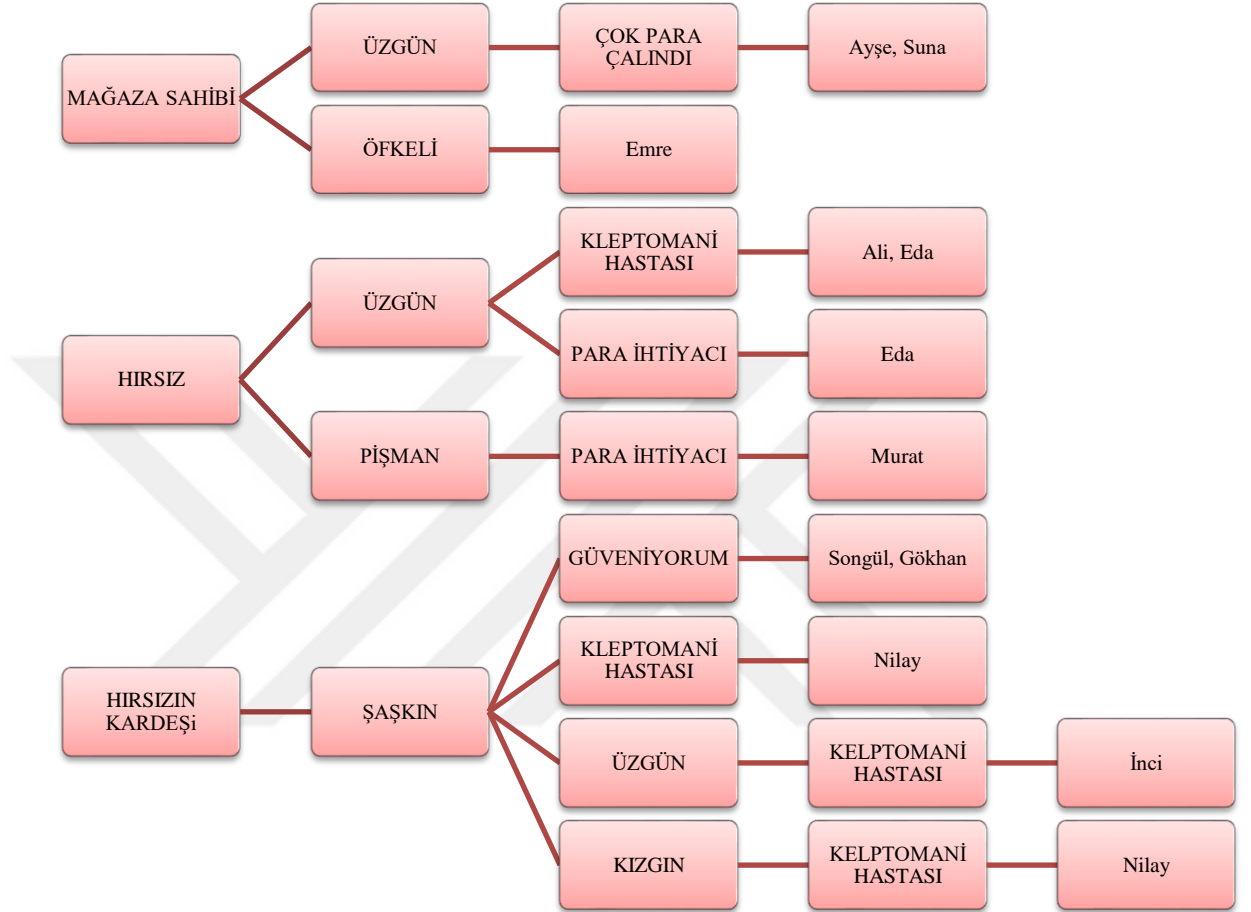 ÜZGÜN
ÇOK PARA
ÇALINDI
Ayşe, Suna
MAĞAZA SAHİBİ
ÖFKELİ
Emre
KLEPTOMANİ
HASTASI
Ali, Eda
ÜZGÜN
PARA İHTİYACI
Eda
HIRSIZ
PİŞMAN
PARA İHTİYACI
Murat
GÜVENİYORUM
Songül, Gökhan
KLEPTOMANİ
HASTASI
Nilay
HIRSIZIN
KARDEŞi
ŞAŞKIN
ÜZGÜN
KELPTOMANİ
HASTASI
İnci
KIZGIN
KELPTOMANİ
HASTASI
Nilay